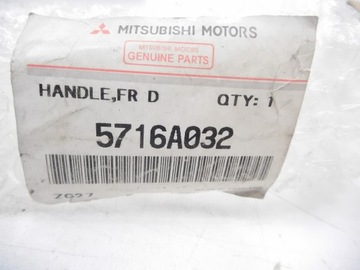 MITSUBISHI MOTORS
MITSUBISHI MOTORS
GENUINE PARTS
HANDLE,FR D QTY: 1
5716A032